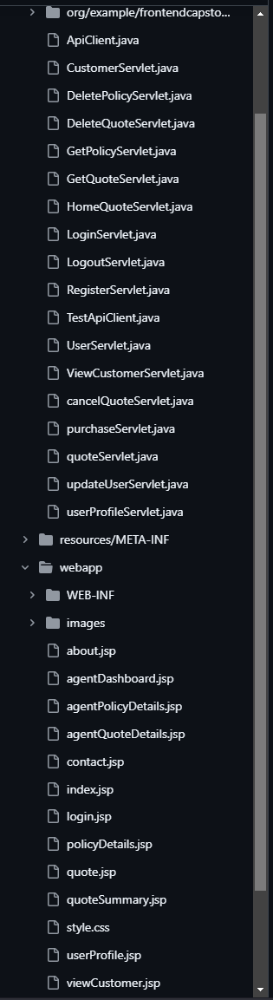 org/example/frontendcapsto...
ApiClient.java
CustomerServlet.java
DeletePolicyServlet.java
DeleteQuoteServlet.java
GetPolicyServlet.java
GetQuoteServlet.java
HomeQuoteServlet.java
LoginServlet.java
LogoutServlet.java
RegisterServlet.java
TestApiClient.java
UserServlet.java
ViewCustomerServlet.java
cancelQuoteServlet.java
purchaseServlet.java
quoteServlet.java
updateUserServlet.java
userProfileServlet.java
resources/META-INF
webapp
WEB-INF
images
about.jsp
agentDashboard.jsp
agentPolicyDetails.jsp
agentQuoteDetails.jsp
contact.jsp
index.jsp
login.jsp
policyDetails.jsp
quote.jsp
quoteSummary.jsp
style.css
userProfile.jsp
viewCustomer.jsp